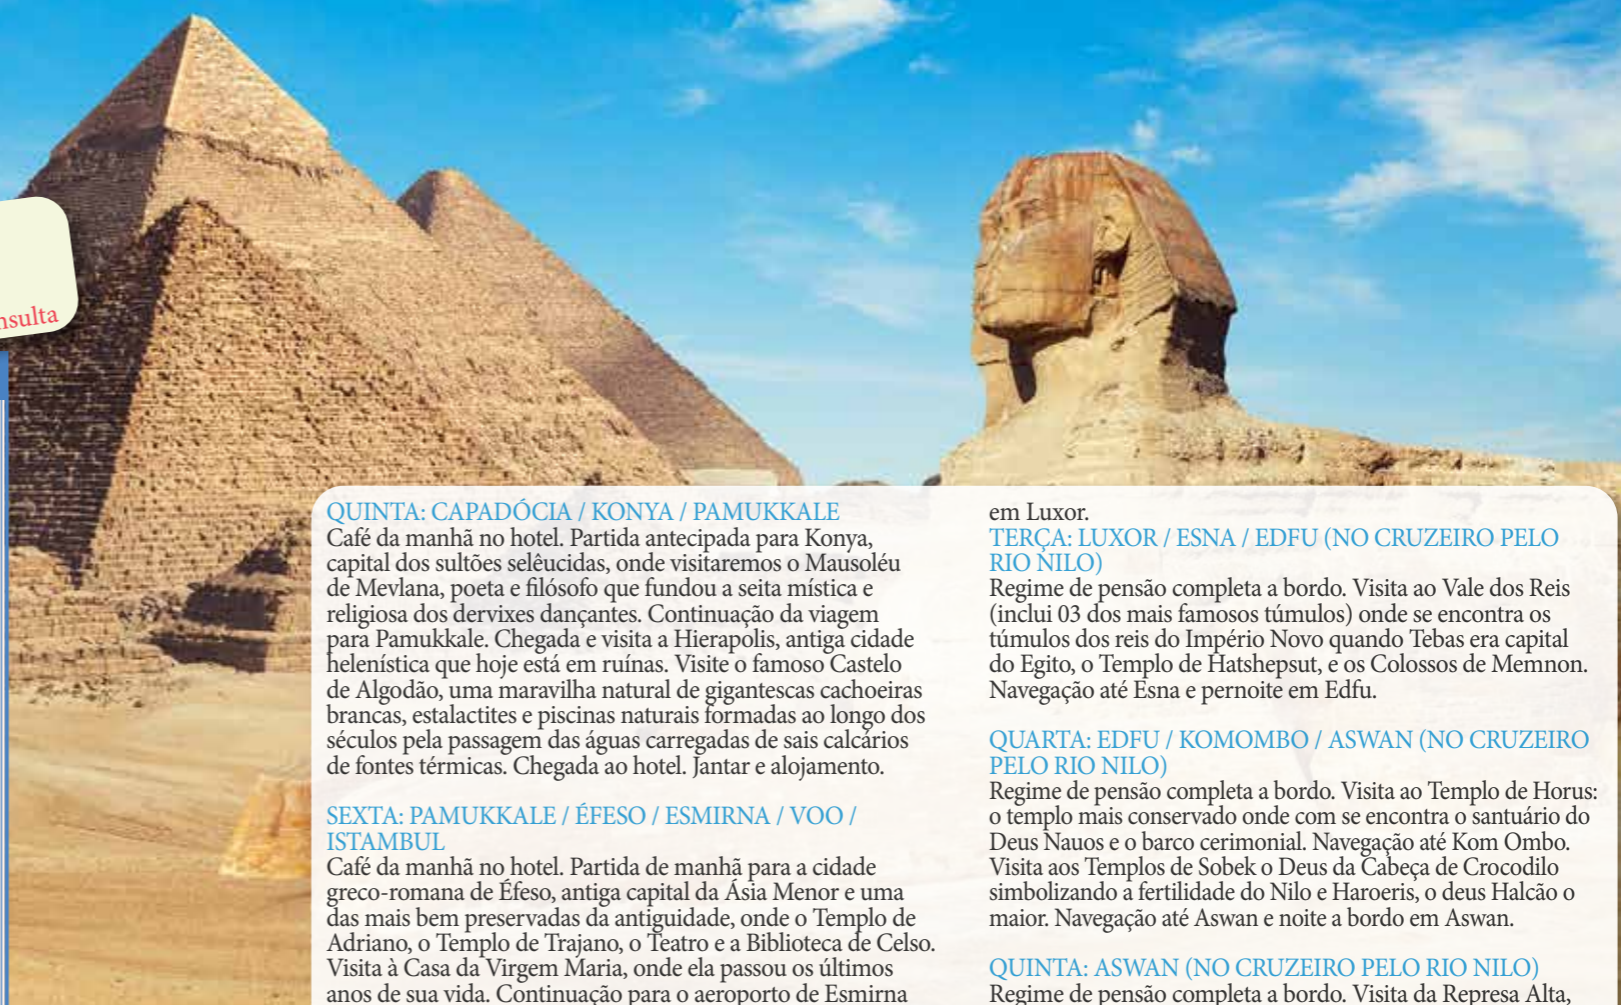 nsulta
QUINTA: CAPADÓCIA / KONYA / PAMUKKALE
Café da manhã no hotel. Partida antecipada para Konya,
capital dos sultões selêucidas, onde visitaremos o Mausoléu
de Mevlana, poeta e filósofo que fundou a seita mística e
religiosa dos dervixes dançantes. Continuação da viagem
para Pamukkale. Chegada e visita a Hierapolis, antiga cidade
helenística que hoje está em ruínas. Visite o famoso Castelo
de Algodão, uma maravilha natural de gigantescas cachoeiras
brancas, estalactites e piscinas naturais formadas ao longo dos
séculos pela passagem das águas carregadas de sais calcários
de fontes térmicas. Chegada ao hotel. Jantar e alojamento.
SEXTA: PAMUKKALE / ÉFESO / ESMIRNA / VOO /
ISTAMBUL
Café da manhã no hotel. Partida de manhã para a cidade
greco-romana de Éfeso, antiga capital da Ásia Menor e uma
das mais bem preservadas da antiguidade, onde o Templo de
Adriano, o Templo de Trajano, o Teatro e a Biblioteca de Celso.
Visita à Casa da Virgem Maria, onde ela passou os últimos
anos de sua vida. Continuação para o aeroporto de Esmirna
em Luxor.
TERÇA: LUXOR / ESNA / EDFU (NO CRUZEIRO PELO
RIO NILO)
Regime de pensão completa a bordo. Visita ao Vale dos Reis
(inclui 03 dos mais famosos túmulos) onde se encontra os
túmulos dos reis do Império Novo quando Tebas era capital
do Egito, o Templo de Hatshepsut, e os Colossos de Memnon.
Navegação até Esna e pernoite em Edfu.
QUARTA: EDFU / KOMOMBO / ASWAN (NO CRUZEIRO
PELO RIO NILO)
Regime de pensão completa a bordo. Visita ao Templo de Horus:
o templo mais conservado onde com se encontra o santuário do
Deus Nauos e o barco cerimonial. Navegação até Kom Ombo.
Visita aos Templos de Sobek o Deus da Cabeça de Crocodilo
simbolizando a fertilidade do Nilo e Haroeris, o deus Halcão o
maior. Navegação até Aswan e noite a bordo em Aswan.
QUINTA: ASWAN (NO CRUZEIRO PELO RIO NILO)
Regime de pensão completa a bordo. Visita da Represa Alta,